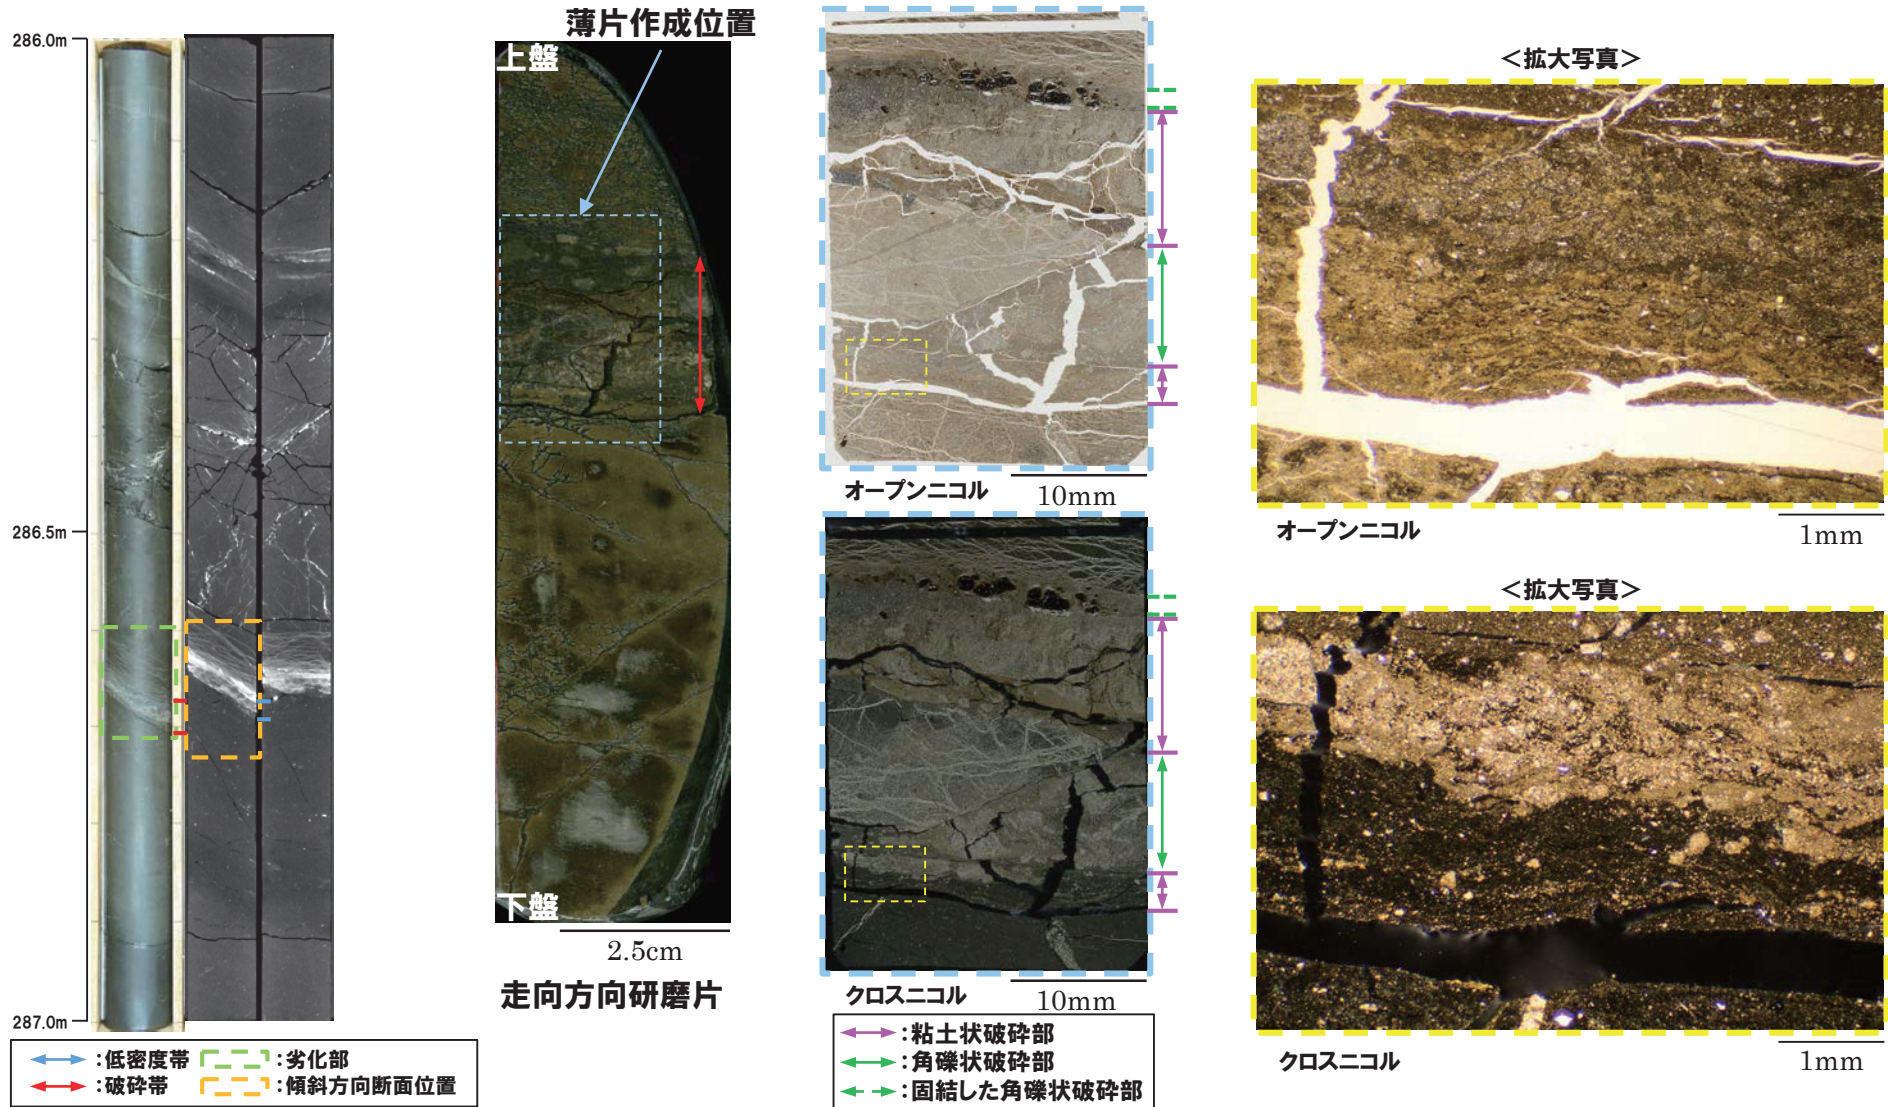 286.0m
286.5m
287.0m
薄片作成位置
上盤
下盤
2.5cm
走向方向研磨片
オープンニコル
10mm
クロスニコル
10mm
<拡大写真>
オープンニコル
1mm
<拡大写真>
クロスニコル
1mm
:低密度帯
:劣化部
:破砕帯
:傾斜方向断面位置
:粘土状破砕部
:角礫状破砕部
:固結した角礫状破砕部